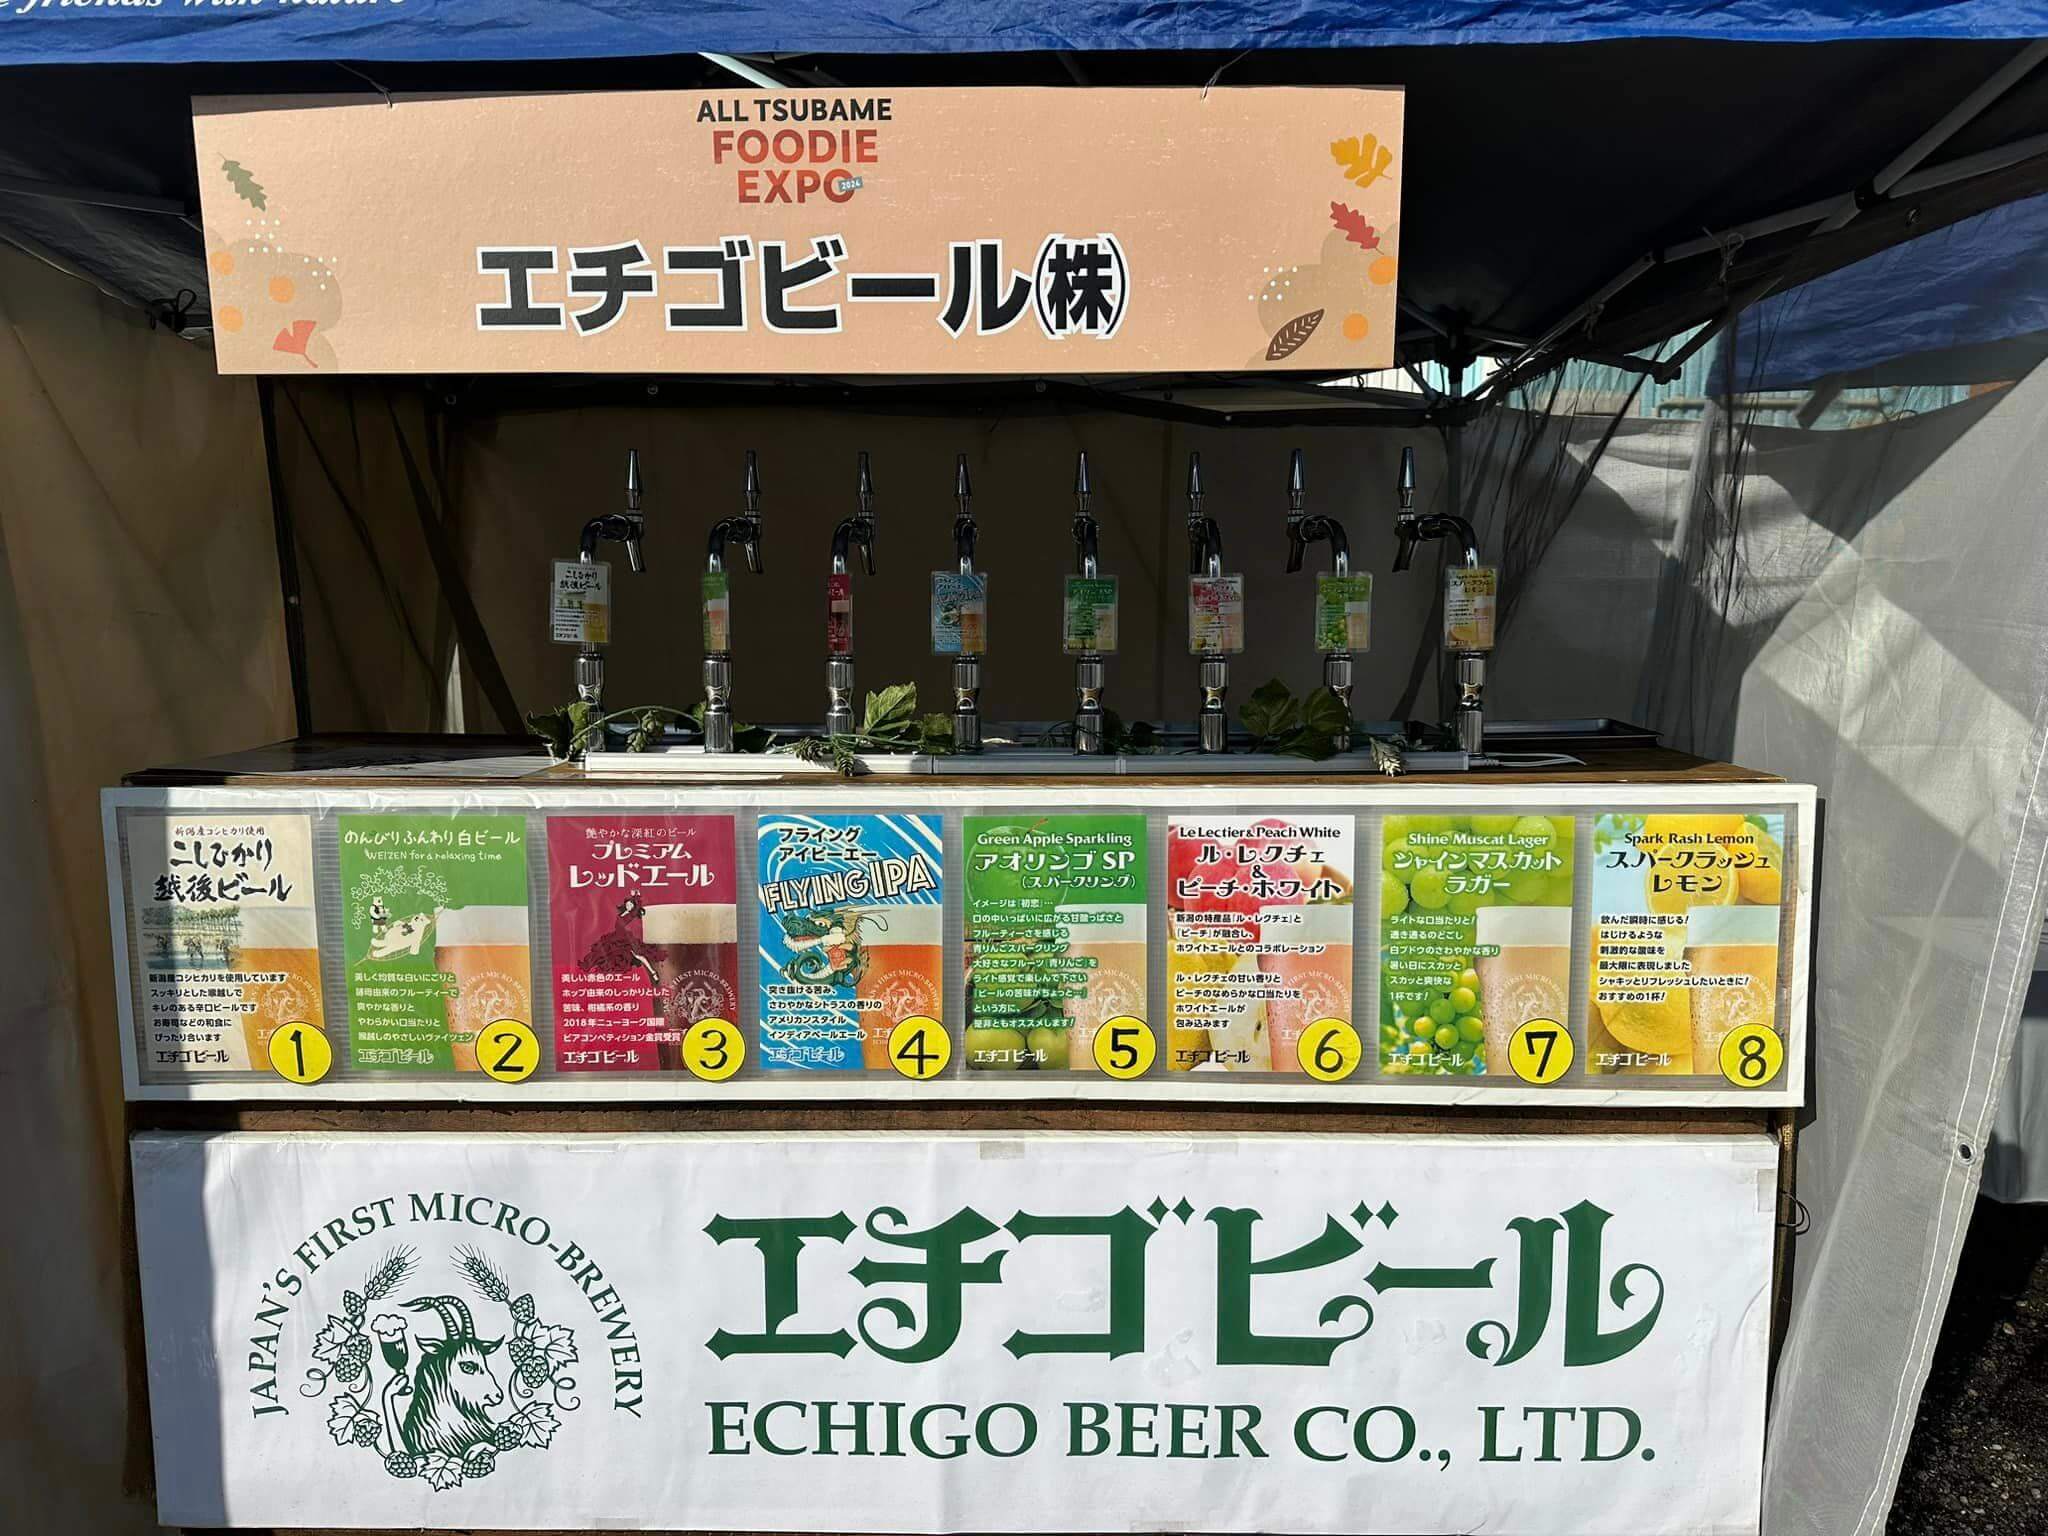 friends with nature
ALL TSUBAME
FOODIE
EXPO 2024
エチゴビール㈱
新潟産コシヒカリ使用
こしひかり
越後ビール
新潟産コシヒカリを使用しています
スッキリとした喉越しで
キレのある辛口ビールです
お寿司などの和食に
ぴったり合います
エチゴビール
1
のんびりふんわり白ビール
WEIZEN for a relaxing time
美しく均質な白いにごりと
酵母由来のフルーティーで
爽やかな香りと
やわらかい口当たりと
喉越しのやさしいヴァイツェン
エチゴビール
2
艶やかな深紅のビール
プレミアム
レッドエール
美しい赤色のエール
ホップ由来のしっかりとした
苦味、柑橘系の香り
2018年ニューヨーク国際
ビアコンペティション金賞受賞
エチゴビール
3
フライング
アイピーエー
FLYING IPA
突き抜ける苦み、
さわやかなシトラスの香りの
アメリカンスタイル
インディアペールエール
エチゴビール
4
Green Apple Sparkling
アオリンゴSP
(スパークリング)
イメージは「初恋」…
口の中いっぱいに広がる甘酸っぱさと
フルーティーさを感じる
青りんごスパークリング
大好きなフルーツ「青りんご」を
ライト感覚で楽しんで下さい
「ビールの苦味がちょっと…」
という方に、
是非ともオススメします!
エチゴビール
5
Le Lectier & Peach White
ル・レクチェ
&
ピーチ・ホワイト
新潟の特産品「ル・レクチェ」と
「ピーチ」が融合し、
ホワイトエールとのコラボレーション
ル・レクチェの甘い香りと
ピーチのなめらかな口当たりを
ホワイトエールが
包み込みます
エチゴビール
6
Shine Muscat Lager
シャインマスカット
ラガー
ライトな口当たりと!
透き通るのどごし
白ブドウのさわやかな香り
暑い日にスカッと
スカッと爽快な
1杯です!
エチゴビール
7
Spark Rash Lemon
スパークラッシュ
レモン
飲んだ瞬時に感じる!
はじけるような
刺激的な酸味を
最大限に表現しました
シャキッとリフレッシュしたいときに!
おすすめの1杯!
エチゴビール
8
JAPAN'S FIRST MICRO-BREWERY
エチゴビール
ECHIGO BEER CO., LTD.